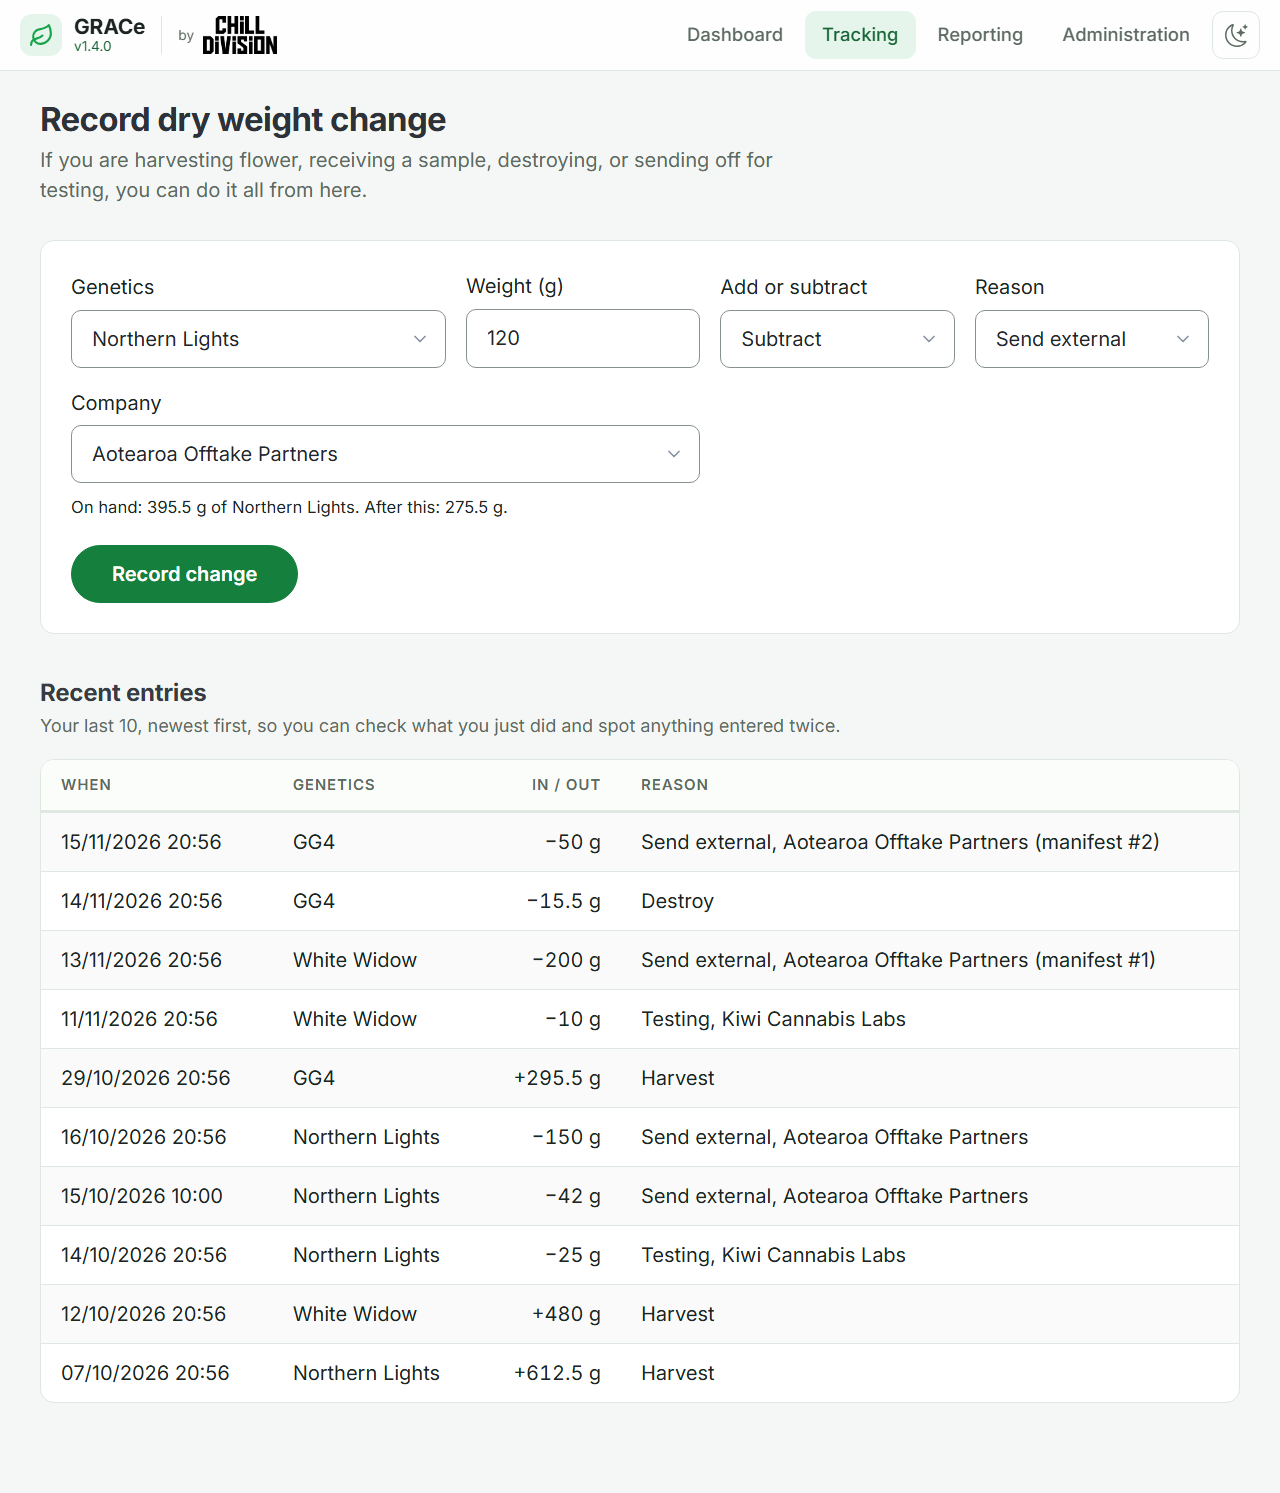 GRACe
v1.4.0
by
CHILL DIVISION
Dashboard
Tracking
Reporting
Administration
Record dry weight change
If you are harvesting flower, receiving a sample, destroying, or sending off for
testing, you can do it all from here.
Genetics
Weight (g)
Add or subtract
Reason
Northern Lights
120
Subtract
Send external
Company
Aotearoa Offtake Partners
On hand: 395.5 g of Northern Lights. After this: 275.5 g.
Record change
Recent entries
Your last 10, newest first, so you can check what you just did and spot anything entered twice.
WHEN GENETICS IN / OUT REASON
15/11/2026 20:56 GG4 −50 g Send external, Aotearoa Offtake Partners (manifest #2)
14/11/2026 20:56 GG4 −15.5 g Destroy
13/11/2026 20:56 White Widow −200 g Send external, Aotearoa Offtake Partners (manifest #1)
11/11/2026 20:56 White Widow −10 g Testing, Kiwi Cannabis Labs
29/10/2026 20:56 GG4 +295.5 g Harvest
16/10/2026 20:56 Northern Lights −150 g Send external, Aotearoa Offtake Partners
15/10/2026 10:00 Northern Lights −42 g Send external, Aotearoa Offtake Partners
14/10/2026 20:56 Northern Lights −25 g Testing, Kiwi Cannabis Labs
12/10/2026 20:56 White Widow +480 g Harvest
07/10/2026 20:56 Northern Lights +612.5 g Harvest